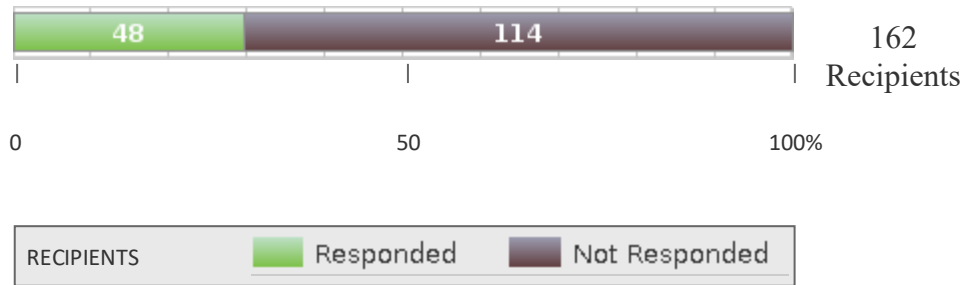 48 114
162
Recipients
0 50 100%
RECIPIENTS Responded Not Responded